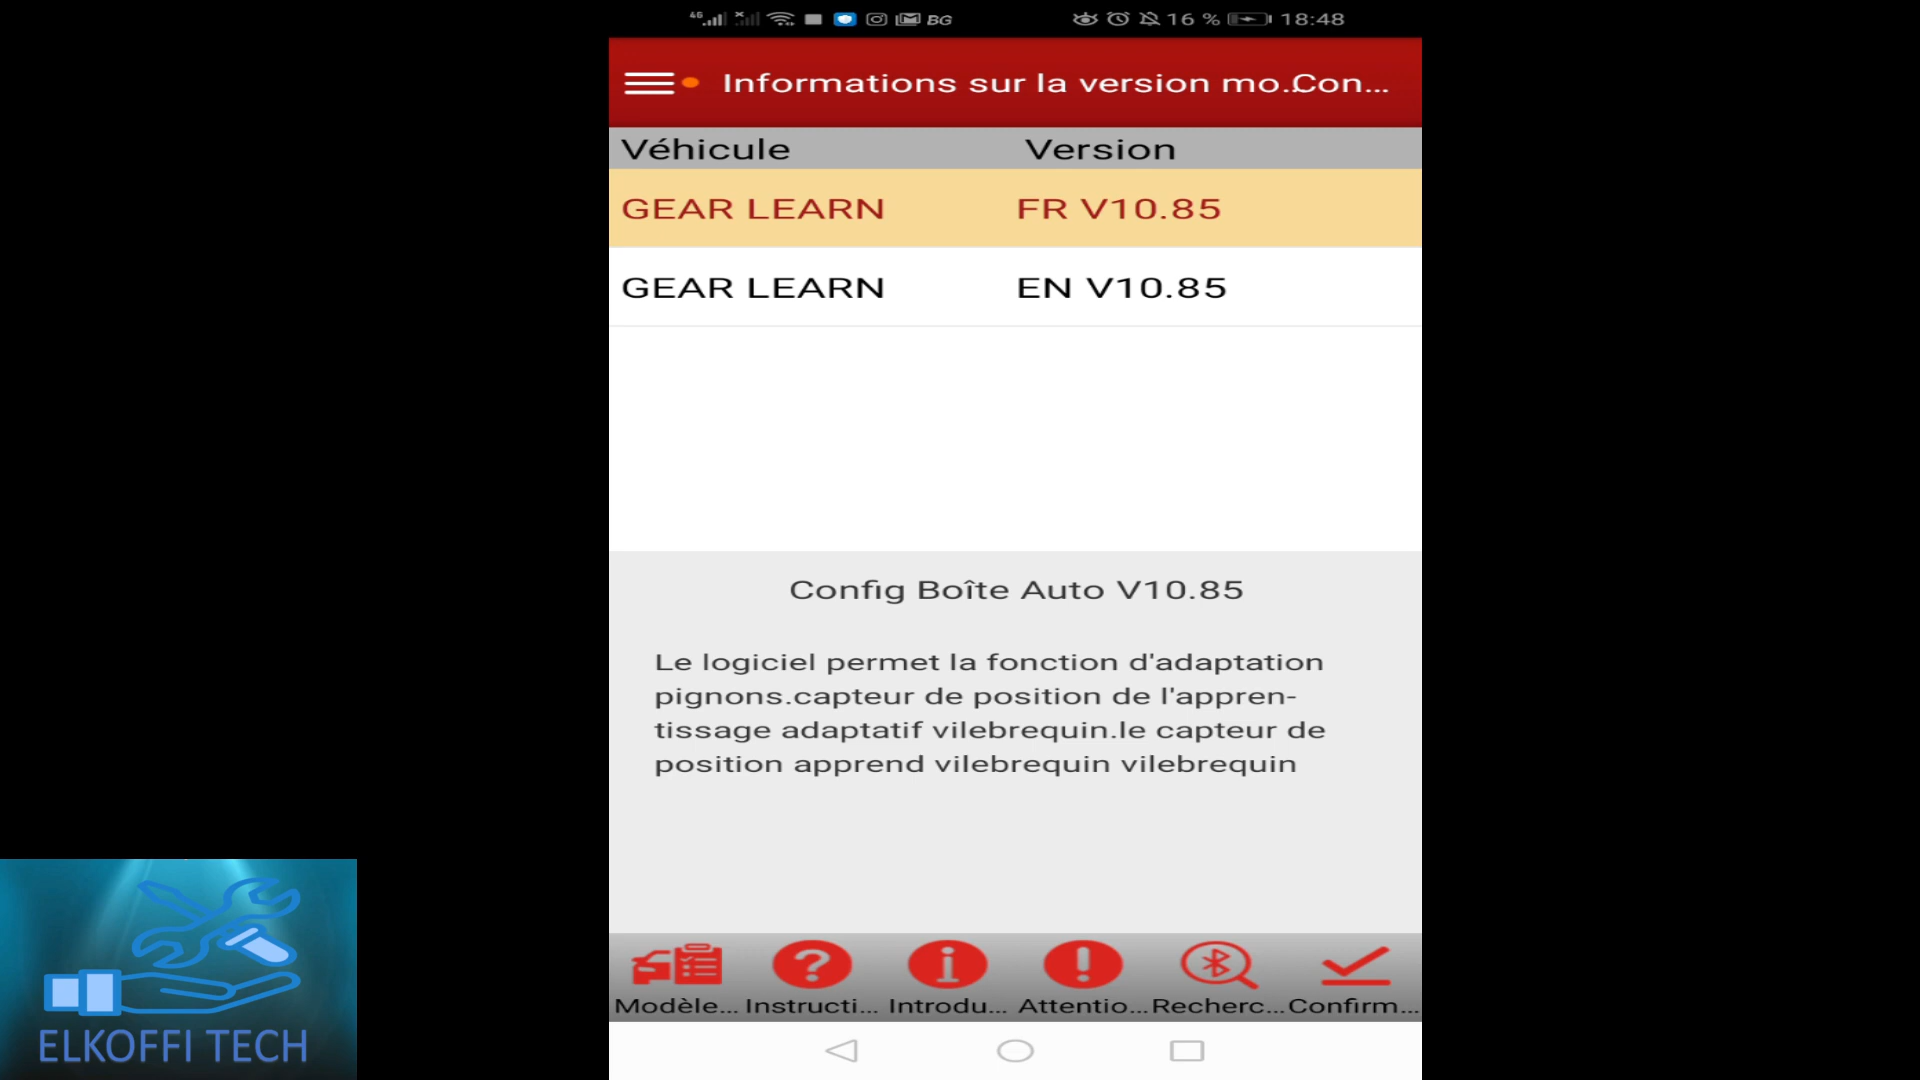 4G BG 16 % 18:48
Informations sur la version mo.. Con...
Véhicule Version
GEAR LEARN FR V10.85
GEAR LEARN EN V10.85
Config Boîte Auto V10.85
Le logiciel permet la fonction d'adaptation
pignons.capteur de position de l'appren-
tissage adaptatif vilebrequin.le capteur de
position apprend vilebrequin vilebrequin
Modèle... Instructi... Introdu... Attentio... Recherc... Confirm...
ELKOFFI TECH